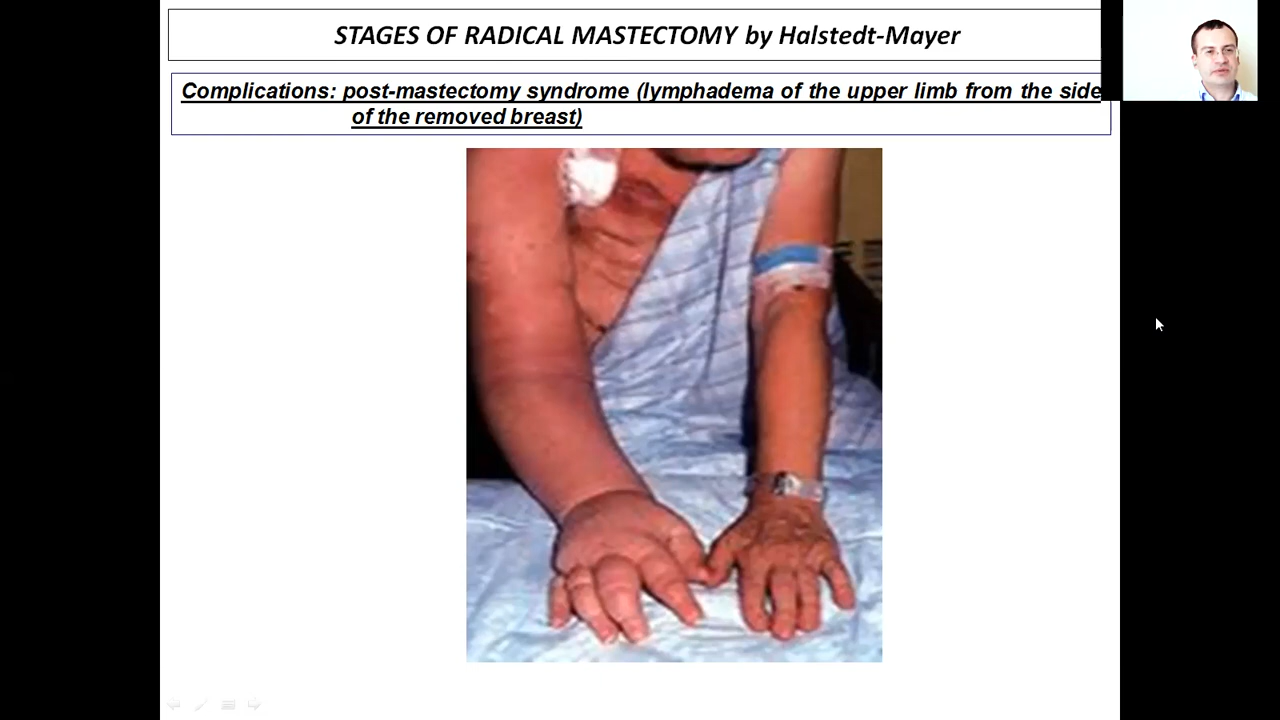 STAGES OF RADICAL MASTECTOMY by Halstedt-Mayer
Complications: post-mastectomy syndrome (lymphadema of the upper limb from the side
of the removed breast)